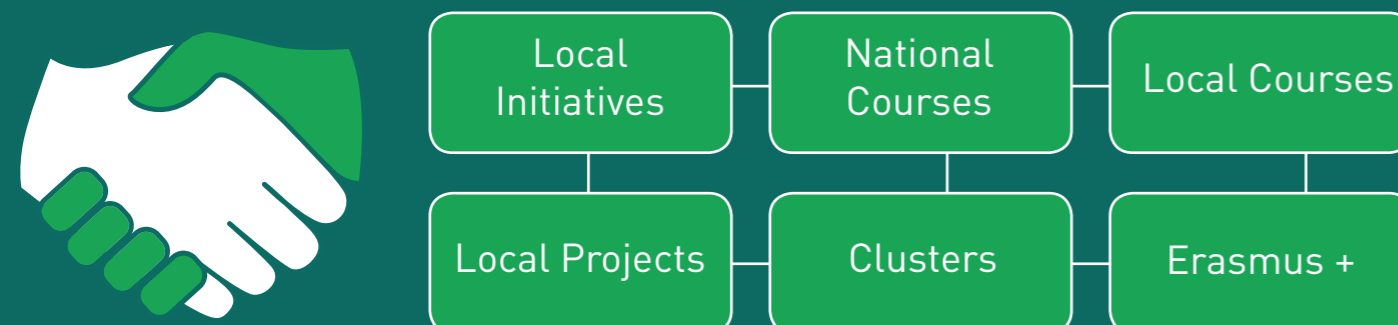 Local
Initiatives
National
Courses
Local Courses
Local Projects
Clusters
Erasmus +